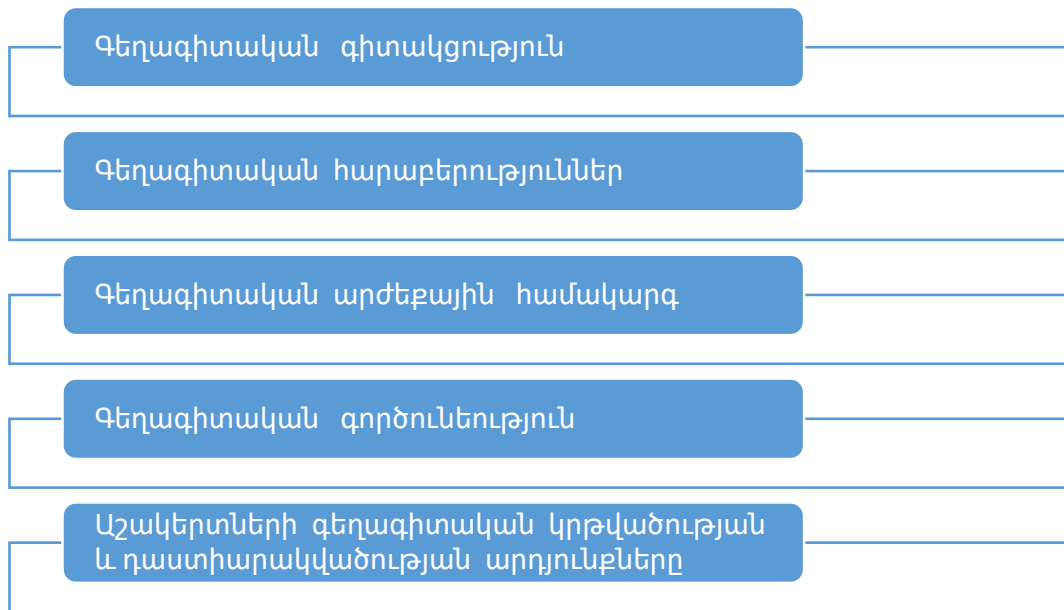 Գեղագիտական գիտակցություն
Գեղագիտական հարաբերություններ
Գեղագիտական արժեքային համակարգ
Գեղագիտական գործունեություն
Աշակերտների գեղագիտական կրթվածության
և դաստիարակվածության արդյունքները